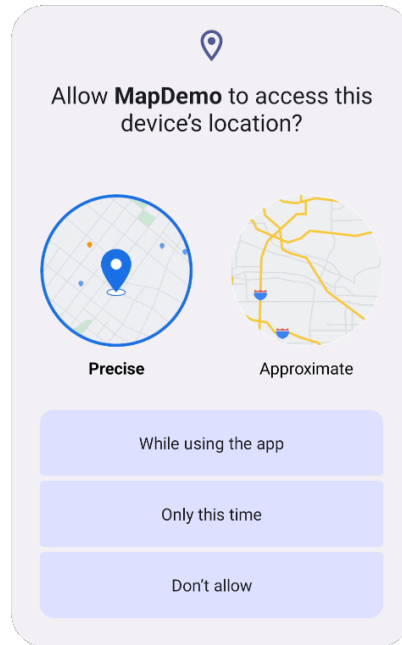 Allow MapDemo to access this
device’s location?
Precise
Approximate
While using the app
Only this time
Don’t allow